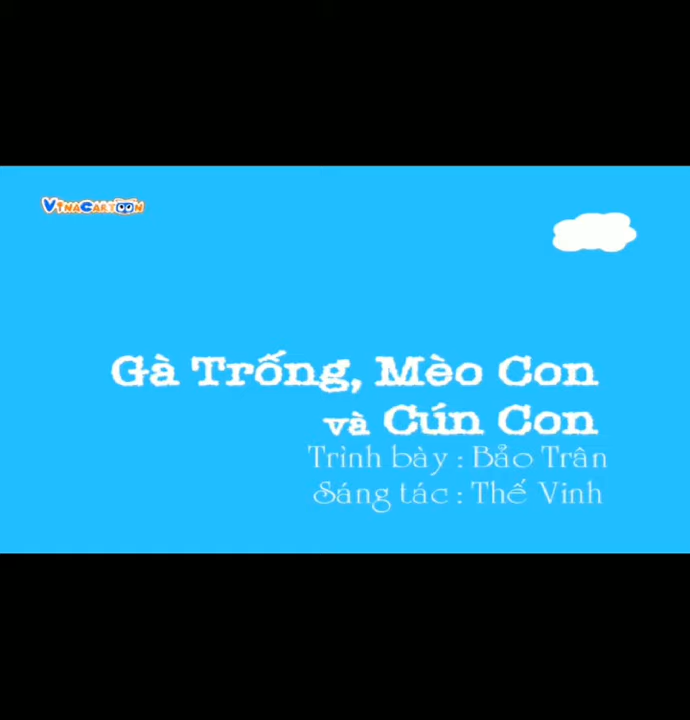 VINACARTOON
Gà Trống, Mèo Con
và Cún Con
Trình bày : Bảo Trân
Sáng tác : Thế Vinh